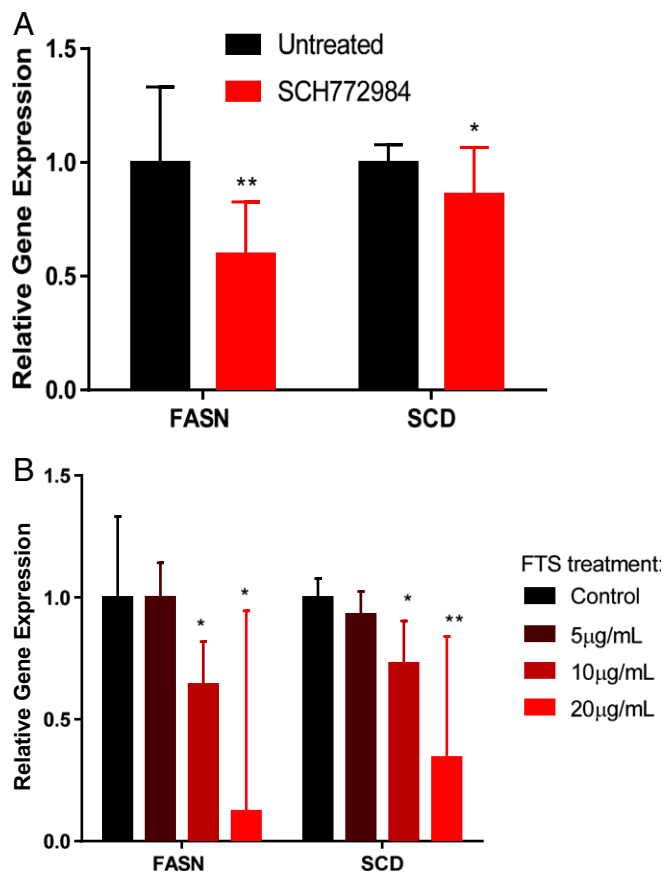 A
Relative Gene Expression
1.5
1.0
0.5
0.0
Untreated
SCH772984
**
*
FASN
SCD
B
Relative Gene Expression
1.5
1.0
0.5
0.0
*
*
*
**
FASN
SCD
FTS treatment:
Control
5μg/mL
10μg/mL
20μg/mL